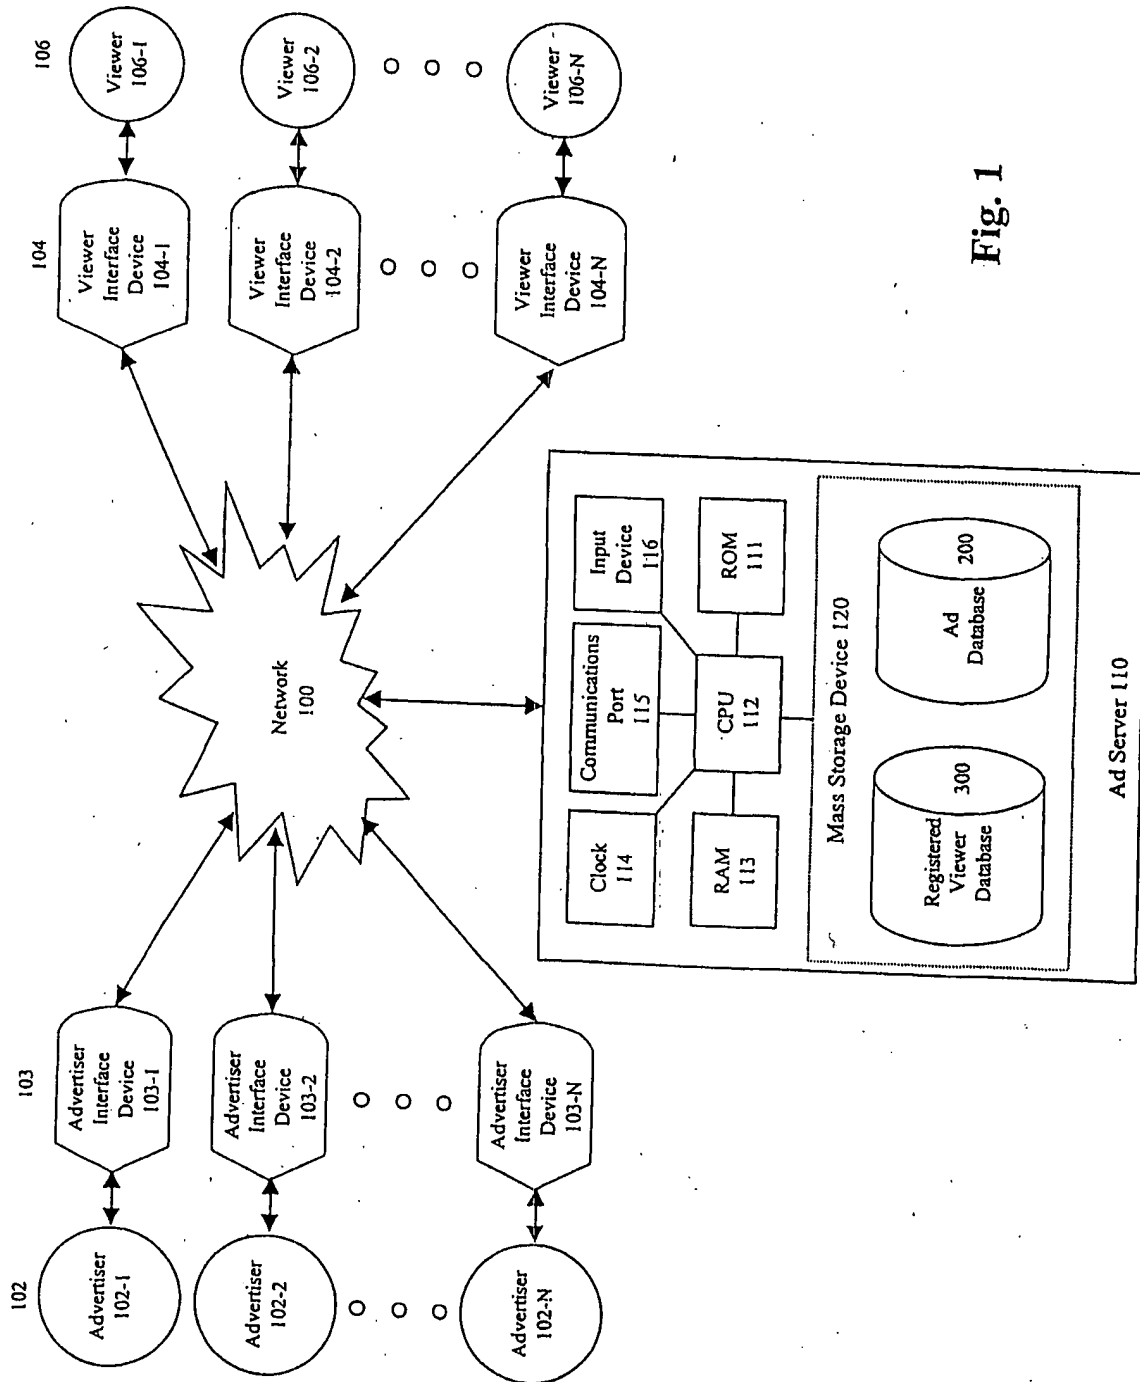 102
103
104
106
Advertiser
102-1
Advertiser
Interface
Device
103-1
Viewer
Interface
Device
104-1
Viewer
106-1
Advertiser
102-2
Advertiser
Interface
Device
103-2
Network
100
Viewer
Interface
Device
104-2
Viewer
106-2
Advertiser
102-N
Advertiser
Interface
Device
103-N
Viewer
Interface
Device
104-N
Viewer
106-N
Clock
114
Communications
Port
115
Input
Device
116
RAM
113
CPU
112
ROM
111
Mass Storage Device 120
Registered
Viewer
Database
300
Ad
Database
200
Ad Server 110
Fig. 1